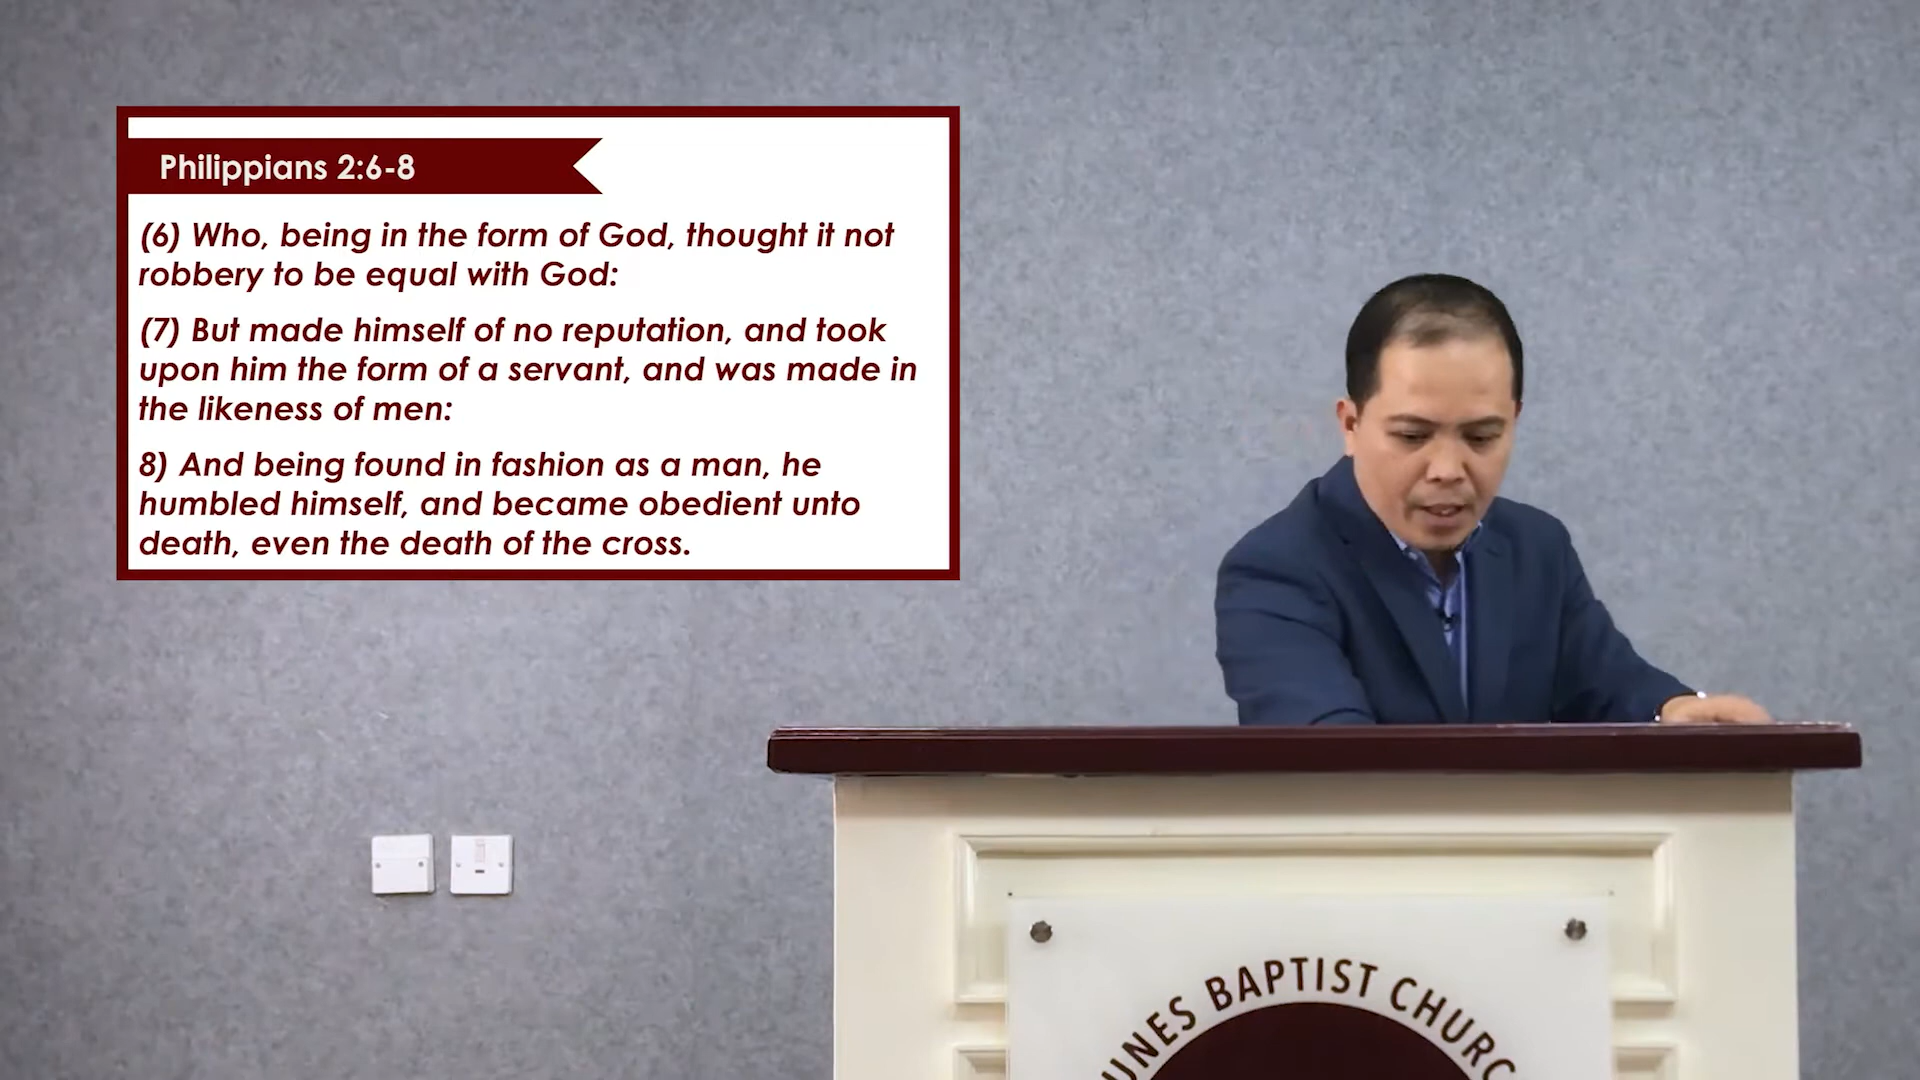 Philippians 2:6-8
(6) Who, being in the form of God, thought it not
robbery to be equal with God:
(7) But made himself of no reputation, and took
upon him the form of a servant, and was made in
the likeness of men:
8) And being found in fashion as a man, he
humbled himself, and became obedient unto
death, even the death of the cross.
BAPTIST